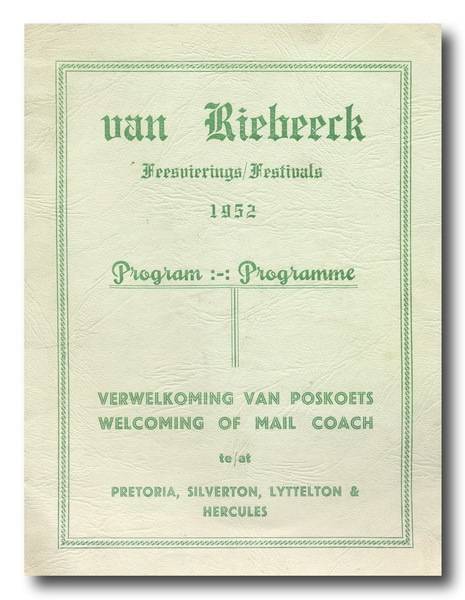 van Riebeeck
Feesvierings/Festivals
1952
Program :-: Programme
VERWELKOMING VAN POSKOETS
WELCOMING OF MAIL COACH
te/at
PRETORIA, SILVERTON, LYTTELTON &
HERCULES